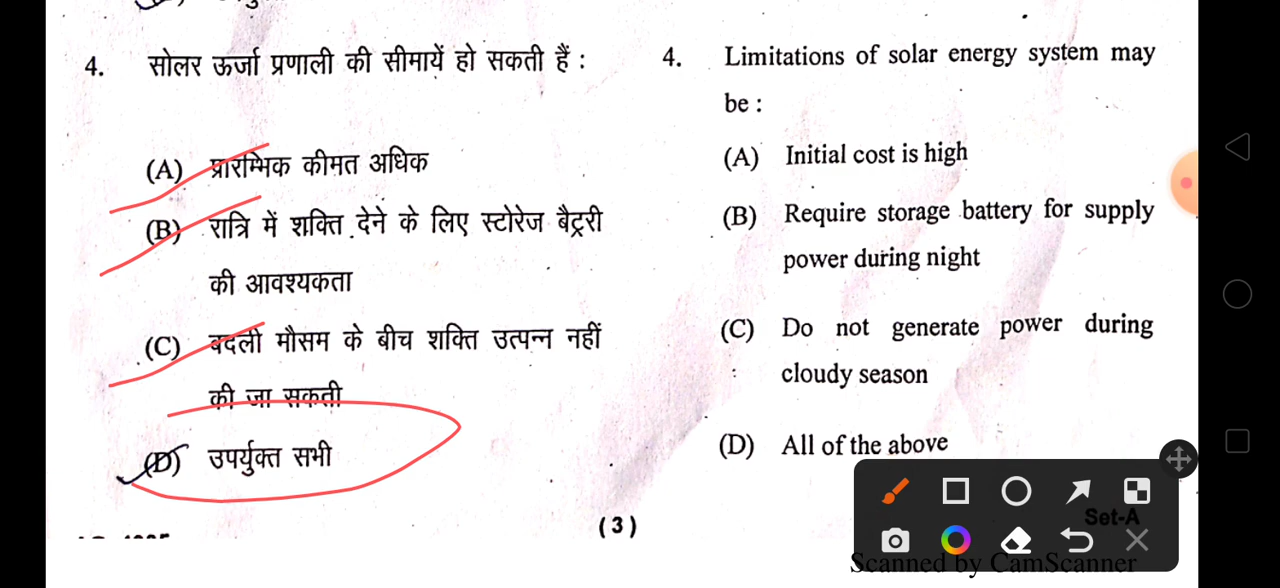 4. सोलर ऊर्जा प्रणाली की सीमायें हो सकती हैं :
(A) प्रारम्भिक कीमत अधिक
(B) रात्रि में शक्ति देने के लिए स्टोरेज बैट्री
की आवश्यकता
(C) बदली मौसम के बीच शक्ति उत्पन्न नहीं
की जा सकती
(D) उपर्युक्त सभी
4. Limitations of solar energy system may
be :
(A) Initial cost is high
(B) Require storage battery for supply
power during night
(C) Do not generate power during
cloudy season
(D) All of the above
(3)
Set-A
Scanned by CamScanner